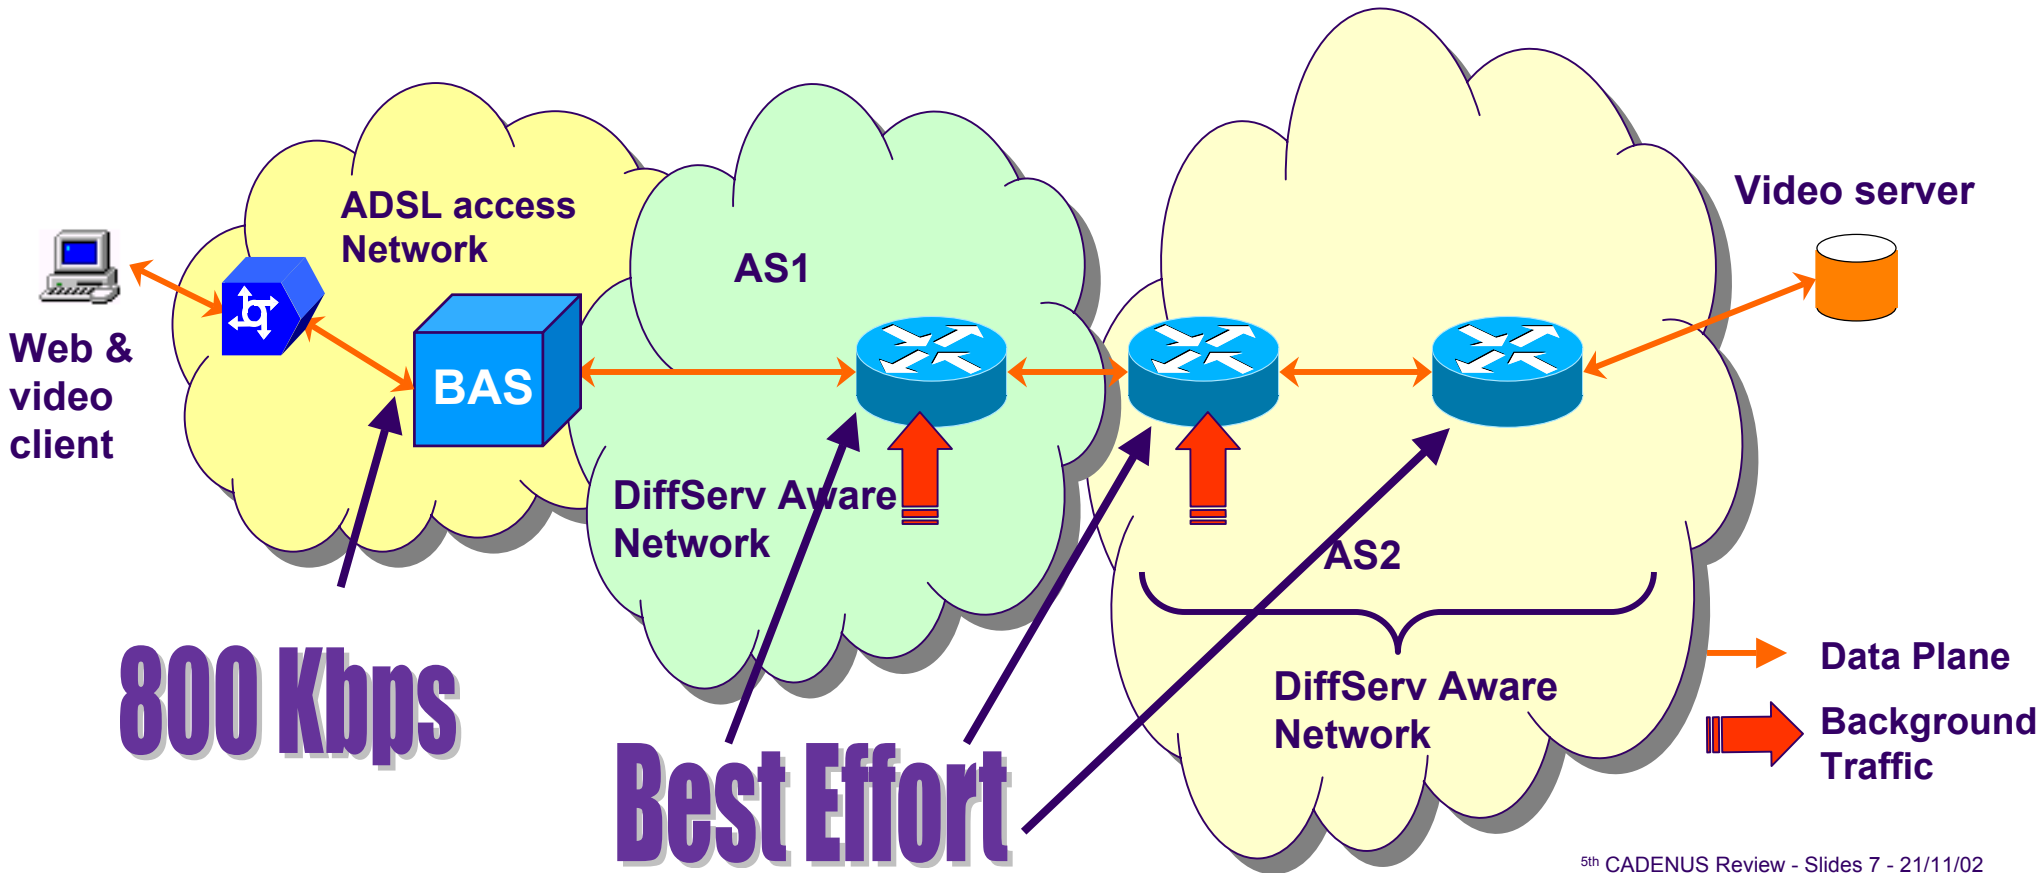 ADSL access
Network
AS1
Video server
Web &
video
client
BAS
DiffServ Aware
Network
AS2
800 Kbps
Best Effort
DiffServ Aware
Network
Data Plane
Background
Traffic
5th CADENUS Review - Slides 7 - 21/11/02